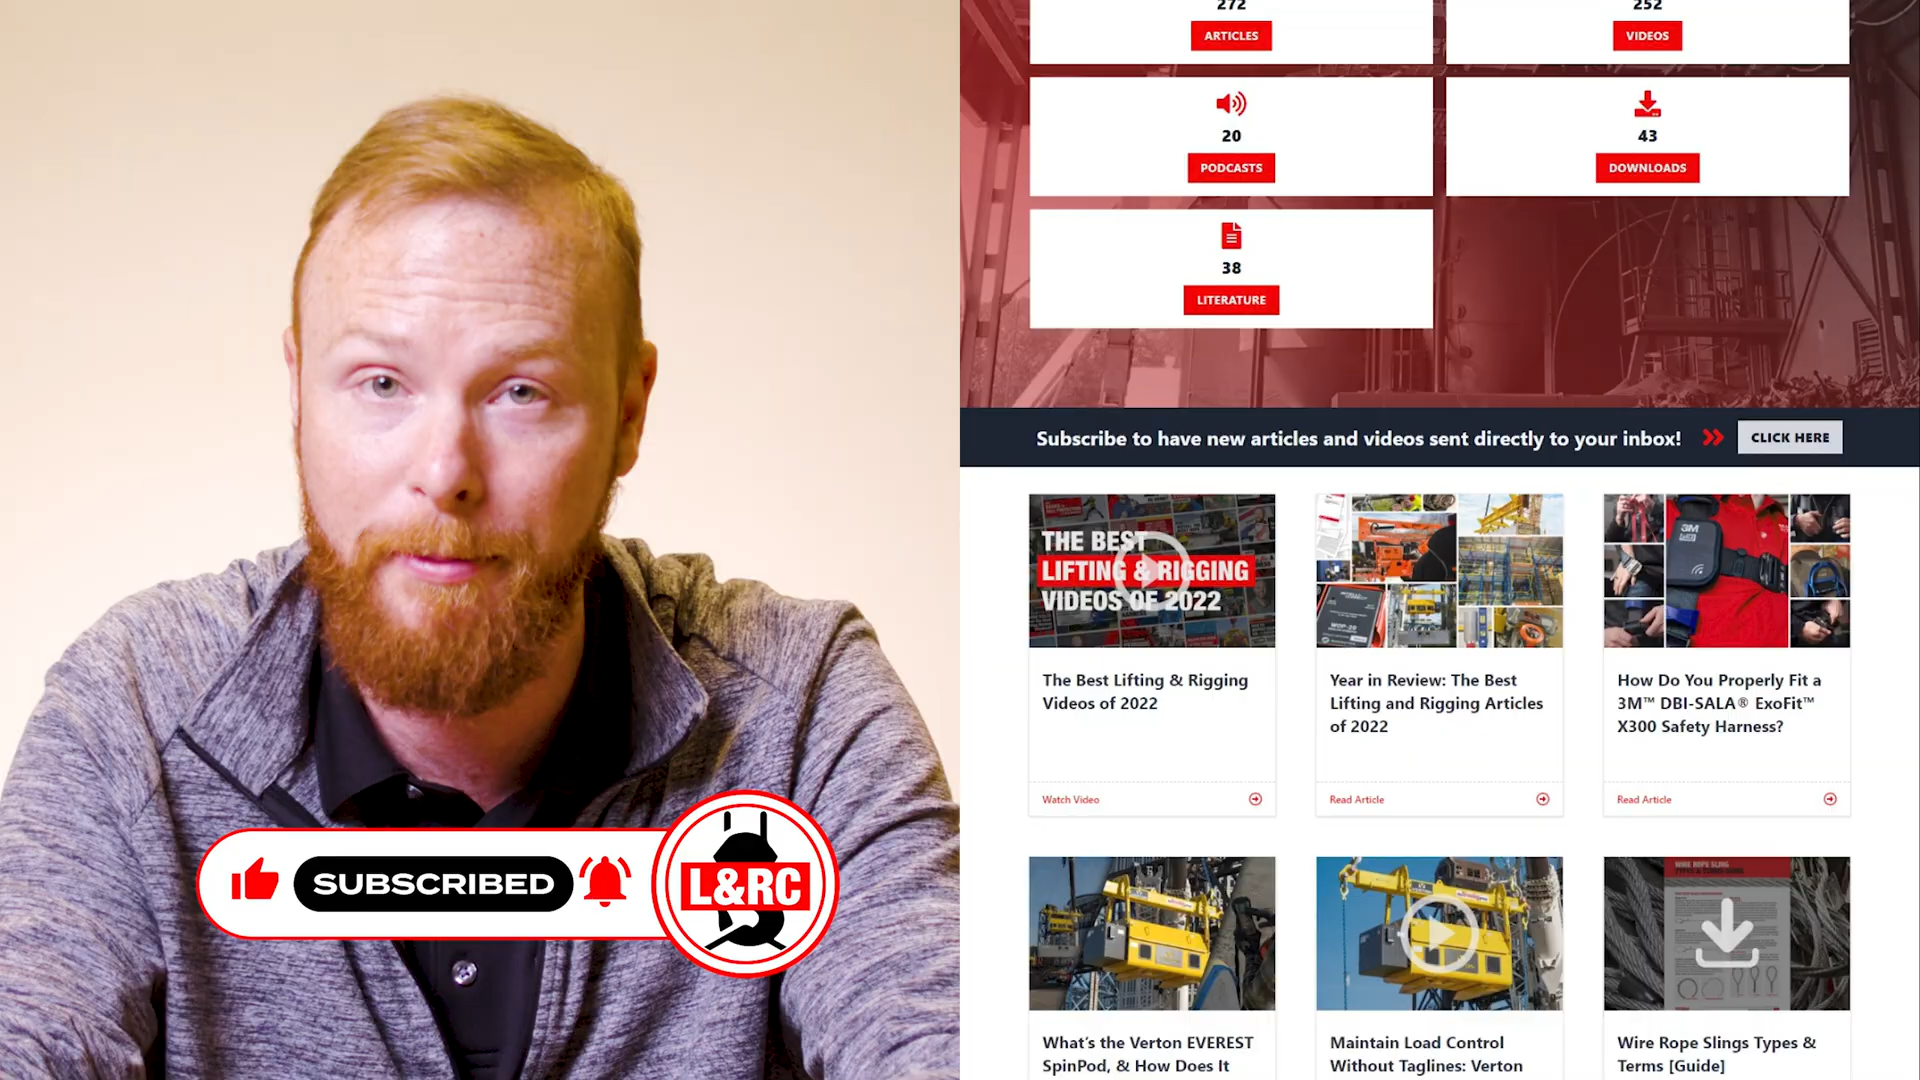 272
ARTICLES
252
VIDEOS
20
PODCASTS
43
DOWNLOADS
38
LITERATURE
Subscribe to have new articles and videos sent directly to your inbox!
CLICK HERE
THE BEST
LIFTING & RIGGING
VIDEOS OF 2022
3M
The Best Lifting & Rigging
Videos of 2022
Watch Video
Year in Review: The Best
Lifting and Rigging Articles
of 2022
Read Article
How Do You Properly Fit a
3M™ DBI-SALA® ExoFit™
X300 Safety Harness?
Read Article
SUBSCRIBED
L&RC
WIRE ROPE SLING
What's the Verton EVEREST
SpinPod, & How Does It
Maintain Load Control
Without Taglines: Verton
Wire Rope Slings Types &
Terms [Guide]